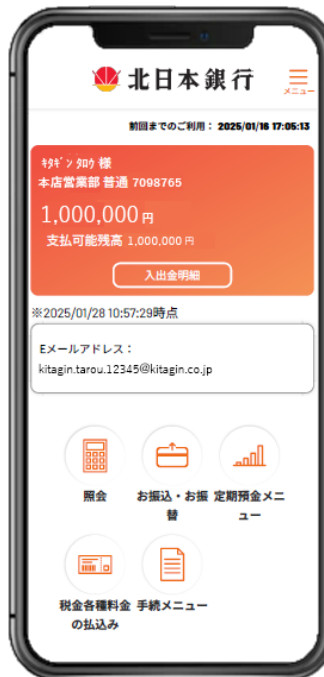 北日本銀行
メニュー
前回までのご利用： 2025/01/16 17:05:13
ｷﾀｷﾞﾝ ﾀﾛｳ 様
本店営業部 普通 7098765
1,000,000 円
支払可能残高 1,000,000 円
入出金明細
※2025/01/28 10:57:29時点
Eメールアドレス：
kitagin.tarou.12345@kitagin.co.jp
照会
お振込・お振
替
定期預金メニ
ュー
税金各種料金
の払込み
手続メニュー